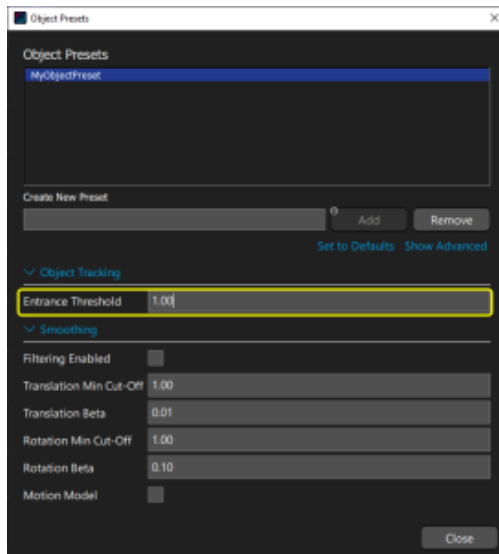 Object Presets
Object Presets
MyObjectPreset
Create New Preset
Add Remove
Set to Defaults Show Advanced
Object Tracking
Entrance Threshold 1.00
Smoothing
Filtering Enabled
Translation Min Cut-Off 1.00
Translation Beta 0.01
Rotation Min Cut-Off 1.00
Rotation Beta 0.10
Motion Model
Close